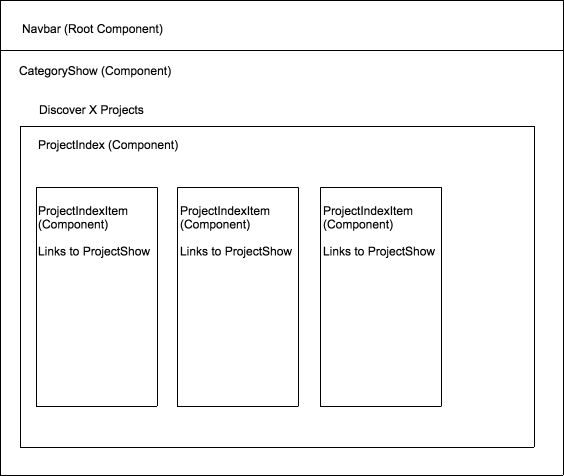 Navbar (Root Component)
CategoryShow (Component)
Discover X Projects
ProjectIndex (Component)
ProjectIndexItem
(Component)
Links to ProjectShow
ProjectIndexItem
(Component)
Links to ProjectShow
ProjectIndexItem
(Component)
Links to ProjectShow